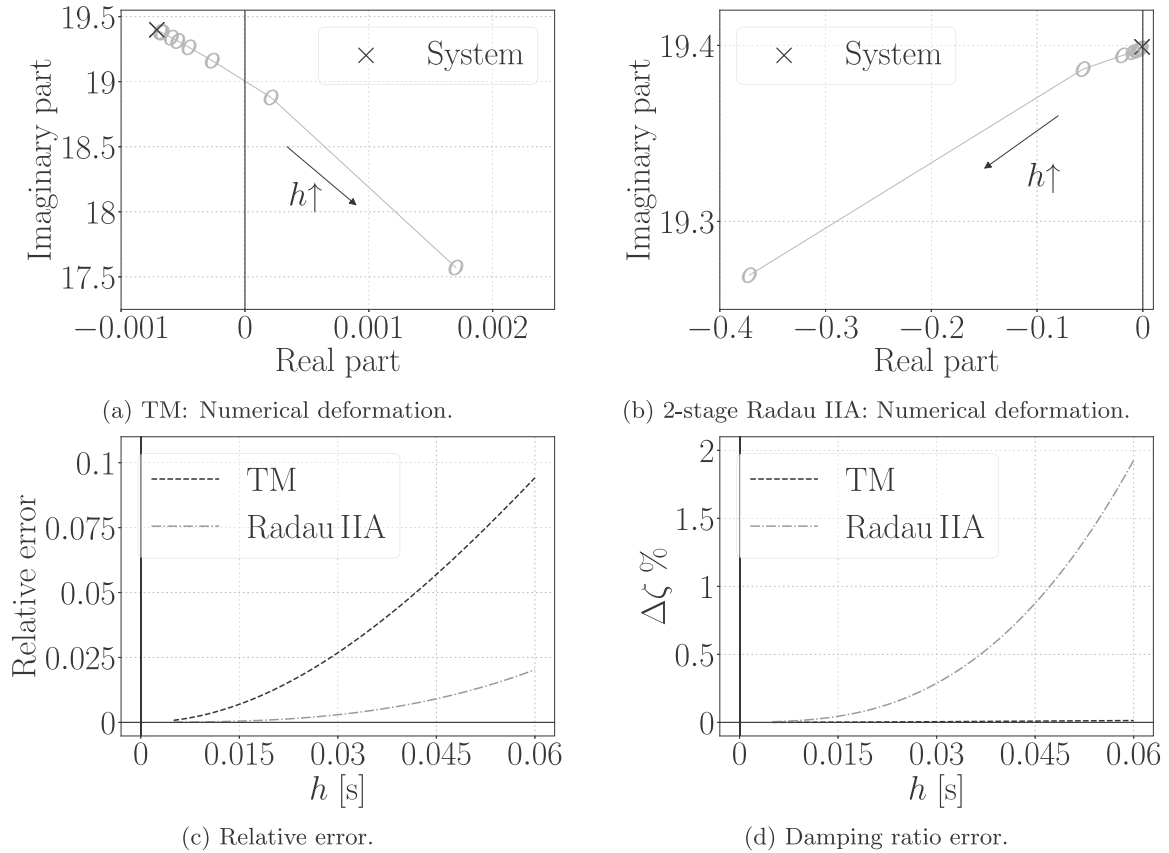 19.5
19
18.5
18
17.5
Imaginary part
System
h↑
−0.001
0
0.001
0.002
Real part
(a) TM: Numerical deformation.
19.4
19.3
Imaginary part
System
h↑
−0.4
−0.3
−0.2
−0.1
0
Real part
(b) 2-stage Radau IIA: Numerical deformation.
0.1
0.075
0.05
0.025
0
Relative error
TM
Radau IIA
0
0.015
0.03
0.045
0.06
h [s]
(c) Relative error.
2
1.5
1
0.5
0
Δζ %
TM
Radau IIA
0
0.015
0.03
0.045
0.06
h [s]
(d) Damping ratio error.